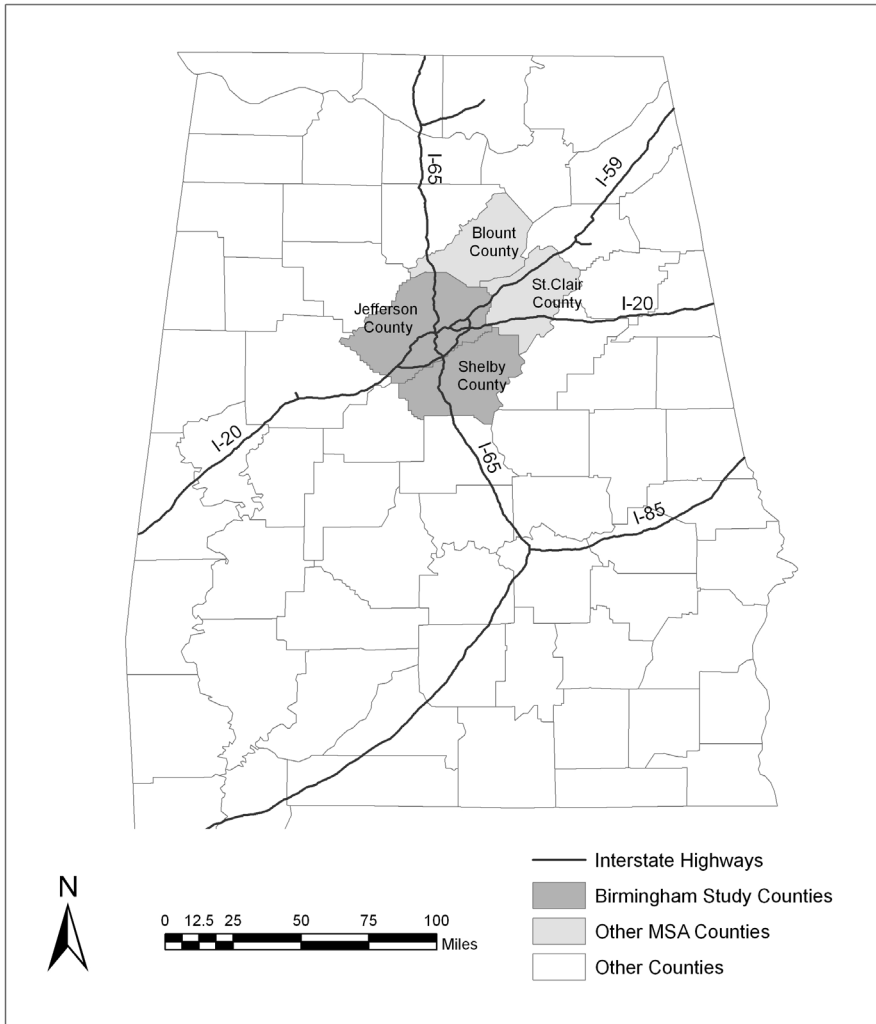 I-65
I-59
Blount
County
St.Clair
County
I-20
Jefferson
County
Shelby
County
I-20
I-65
I-85
N
0 12.5 25 50 75 100
Miles
Interstate Highways
Birmingham Study Counties
Other MSA Counties
Other Counties